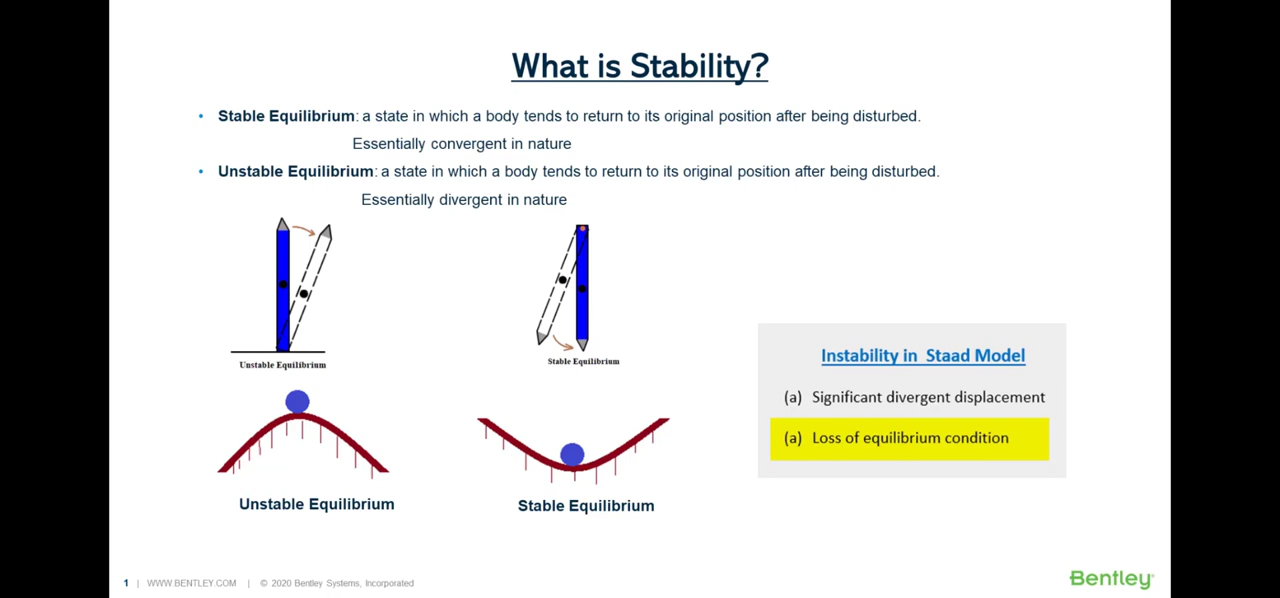 What is Stability?
• Stable Equilibrium: a state in which a body tends to return to its original position after being disturbed.
Essentially convergent in nature
• Unstable Equilibrium: a state in which a body tends to return to its original position after being disturbed.
Essentially divergent in nature
Unstable Equilibrium
Stable Equilibrium
Unstable Equilibrium
Stable Equilibrium
Instability in Staad Model
(a) Significant divergent displacement
(a) Loss of equilibrium condition
1 | WWW.BENTLEY.COM | © 2020 Bentley Systems, Incorporated
Bentley®